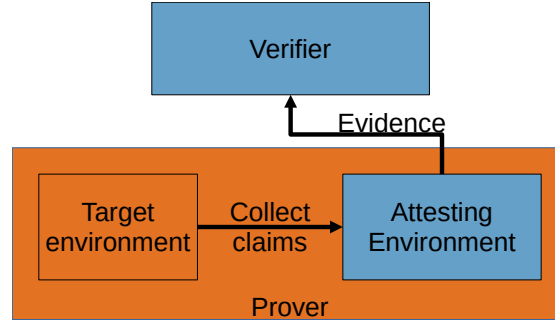 Verifier
Evidence
Target
environment
Collect
claims
Attesting
Environment
Prover